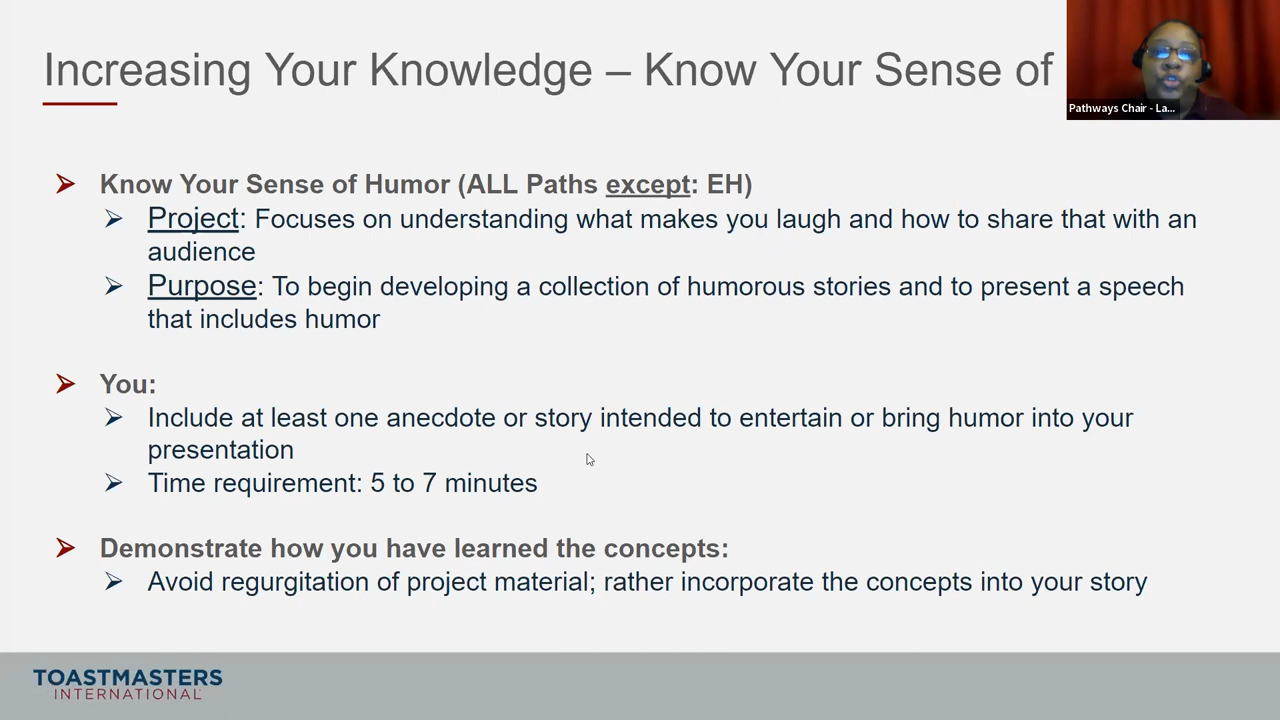 Increasing Your Knowledge – Know Your Sense of
Pathways Chair - La...
Know Your Sense of Humor (ALL Paths except: EH)
Project: Focuses on understanding what makes you laugh and how to share that with an
audience
Purpose: To begin developing a collection of humorous stories and to present a speech
that includes humor
You:
Include at least one anecdote or story intended to entertain or bring humor into your
presentation
Time requirement: 5 to 7 minutes
Demonstrate how you have learned the concepts:
Avoid regurgitation of project material; rather incorporate the concepts into your story
TOASTMASTERS
INTERNATIONAL